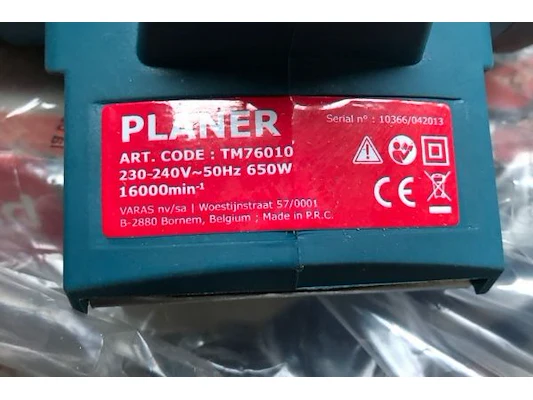 PLANER
Serial n° : 10366/042013
ART. CODE : TM76010
230-240V~50Hz 650W
16000min-¹
VARAS nv/sa | Woestijnstraat 57/0001
B-2880 Bornem, Belgium ; Made in P.R.C.
CE